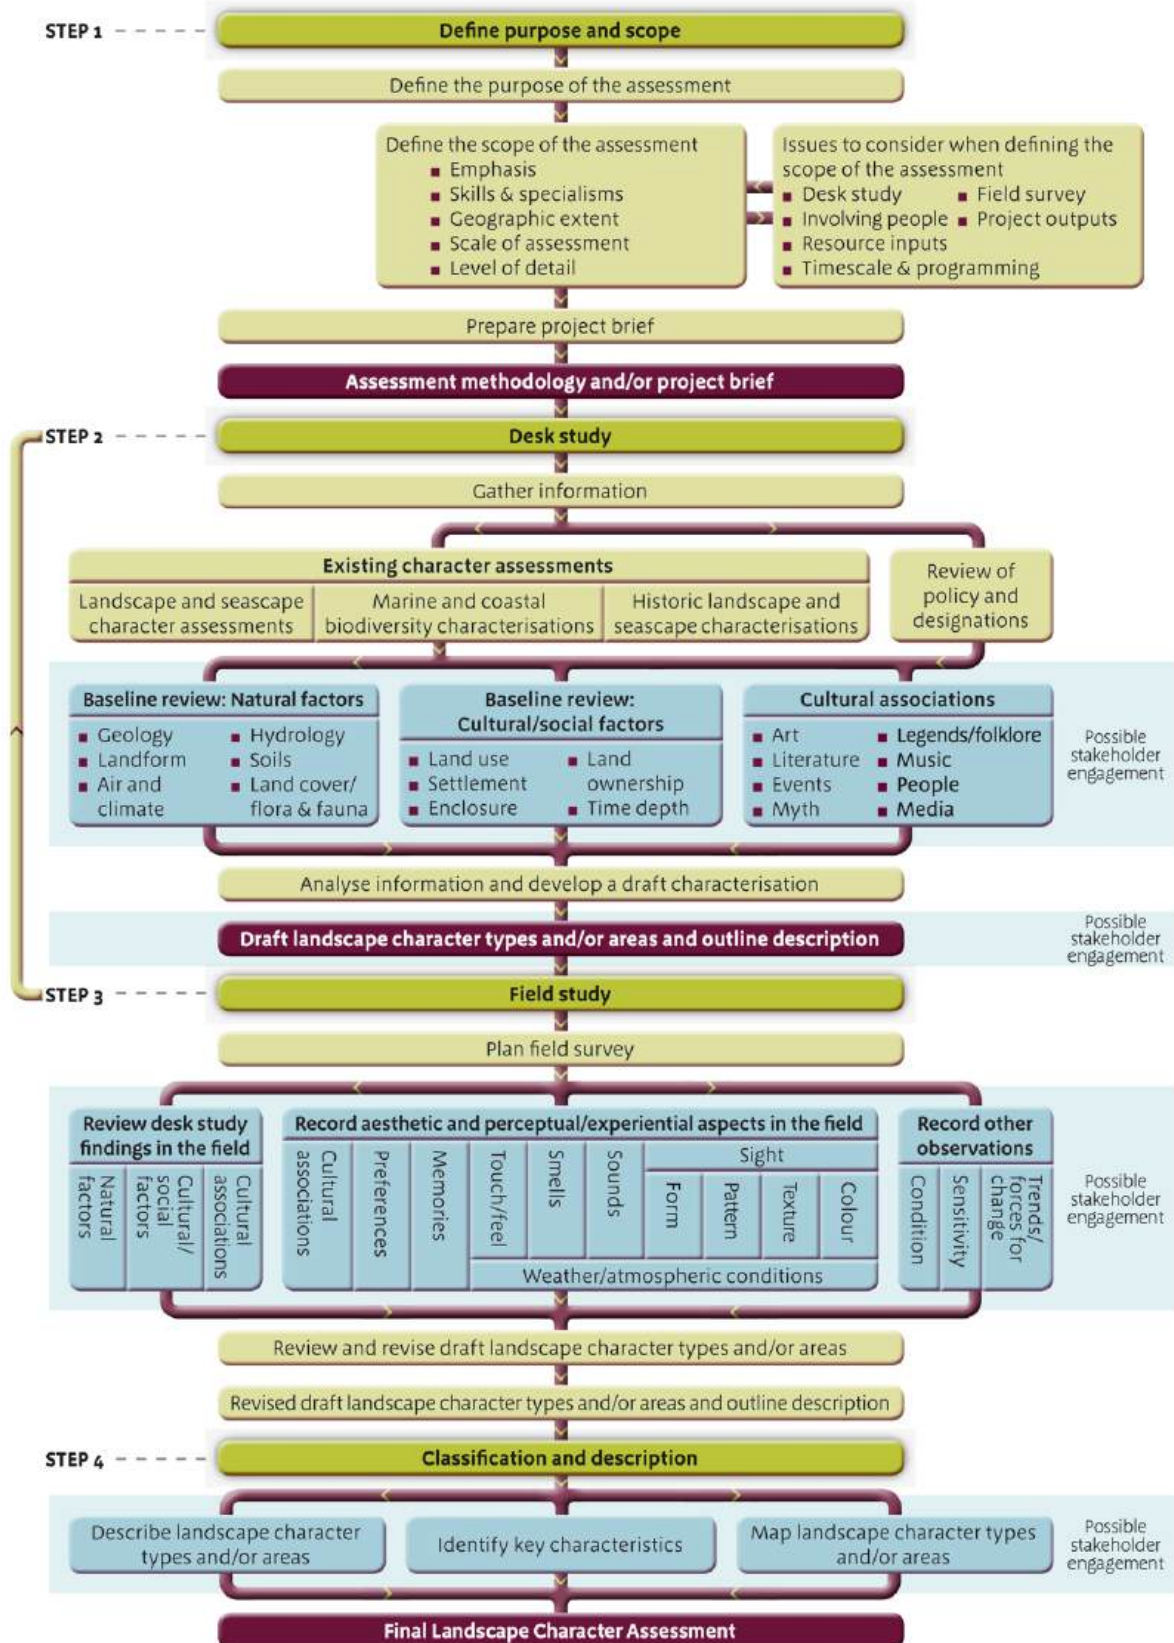 STEP 1
Define purpose and scope
Define the purpose of the assessment
Define the scope of the assessment
Emphasis
Skills & specialisms
Geographic extent
Scale of assessment
Level of detail
Issues to consider when defining the
scope of the assessment
Desk study
Field survey
Involving people
Project outputs
Resource inputs
Timescale & programming
Prepare project brief
Assessment methodology and/or project brief
STEP 2
Desk study
Gather information
Existing character assessments
Landscape and seascape
character assessments
Marine and coastal
biodiversity characterisations
Historic landscape and
seascape characterisations
Review of
policy and
designations
Baseline review: Natural factors
Geology
Landform
Air and
climate
Hydrology
Soils
Land cover/
flora & fauna
Baseline review:
Cultural/social factors
Land use
Settlement
Enclosure
Land
ownership
Time depth
Cultural associations
Art
Literature
Events
Myth
Legends/folklore
Music
People
Media
Possible
stakeholder
engagement
Analyse information and develop a draft characterisation
Draft landscape character types and/or areas and outline description
Possible
stakeholder
engagement
STEP 3
Field study
Plan field survey
Review desk study
findings in the field
Natural
factors
Cultural/
social
factors
Cultural
associations
Record aesthetic and perceptual/experiential aspects in the field
Cultural
associations
Preferences
Memories
Touch/feel
Smells
Sounds
Sight
Form
Pattern
Texture
Colour
Weather/atmospheric conditions
Record other
observations
Condition
Sensitivity
Trends/
forces for
change
Possible
stakeholder
engagement
Review and revise draft landscape character types and/or areas
Revised draft landscape character types and/or areas and outline description
STEP 4
Classification and description
Describe landscape character
types and/or areas
Identify key characteristics
Map landscape character types
and/or areas
Possible
stakeholder
engagement
Final Landscape Character Assessment